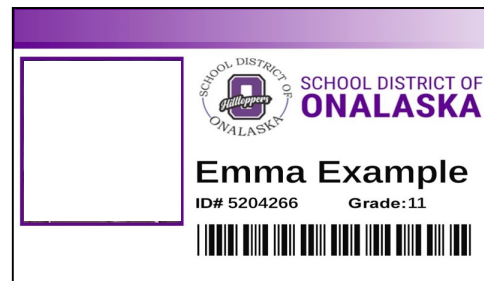 SCHOOL DISTRICT OF
Hilltoppers
ONALASKA
SCHOOL DISTRICT OF
ONALASKA
Emma Example
ID# 5204266 Grade:11